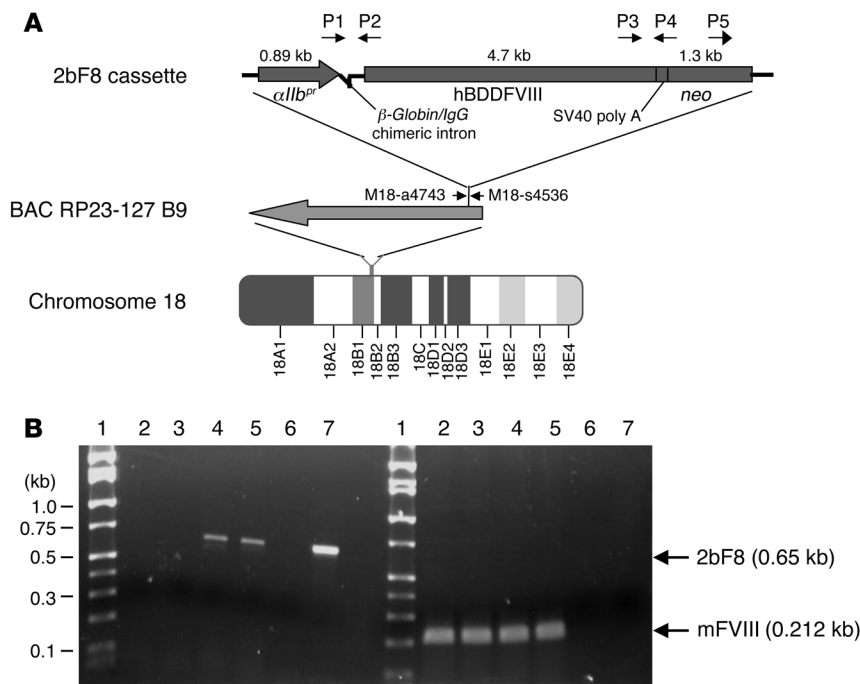 A
P1 P2 P3 P4 P5
0.89 kb 4.7 kb 1.3 kb
2bF8 cassette
αIIbᵖʳ hBDDFVIII neo
β-Globin/IgG
chimeric intron
SV40 poly A
M18-a4743 M18-s4536
BAC RP23-127 B9
Chromosome 18
18A1 18A2 18B1 18B2 18B3 18C 18D1 18D2 18D3 18E1 18E2 18E3 18E4
B
1 2 3 4 5 6 7 1 2 3 4 5 6 7
(kb)
1.0
0.75
0.5
0.3
0.1
2bF8 (0.65 kb)
mFVIII (0.212 kb)